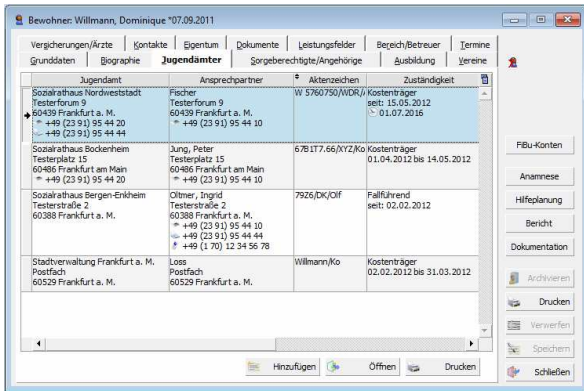 Bewohner: Willmann, Dominique *07.09.2011
Versicherungen/Ärzte Kontakte Eigentum Dokumente Leistungsfelder Bereich/Betreuer Termine
Grunddaten Biographie Jugendämter Sorgeberechtigte/Angehörige Ausbildung Vereine
Jugendamt Ansprechpartner Aktenzeichen Zuständigkeit
Sozialrathaus Nordweststadt Fischer W 5760750/WDR/ Kostenträger
Testerforum 9 Testerforum 9 seit: 15.05.2012
60439 Frankfurt a. M. 60439 Frankfurt a. M. 01.07.2016
+49 (23 91) 95 44 20 +49 (23 91) 95 44 10
+49 (23 91) 95 44 44
Sozialrathaus Bockenheim Jung, Peter 67B1T7.66/XYZ/Ko Kostenträger
Testerplatz 15 Testerplatz 15 01.04.2012 bis 14.05.2012
60486 Frankfurt am Main 60486 Frankfurt am Main
+49 (23 91) 95 44 10 +49 (23 91) 95 44 10
Sozialrathaus Bergen-Enkheim Oltmer, Ingrid 79Z6/DK/Olf Fallführend
Testerstraße 2 Testerstraße 2 seit: 02.02.2012
60388 Frankfurt a. M. 60388 Frankfurt a. M.
+49 (23 91) 95 44 10
+49 (23 91) 95 44 44
+49 (1 70) 12 34 56 78
Stadtverwaltung Frankfurt a. M. Loss Willmann/Ko Kostenträger
Postfach Postfach 02.02.2012 bis 31.03.2012
60529 Frankfurt a. M. 60529 Frankfurt a. M.
Hinzufügen Öffnen Drucken
FiBu-Konten
Anamnese
Hilfeplanung
Bericht
Dokumentation
Archivieren
Drucken
Verwerfen
Speichern
Schließen